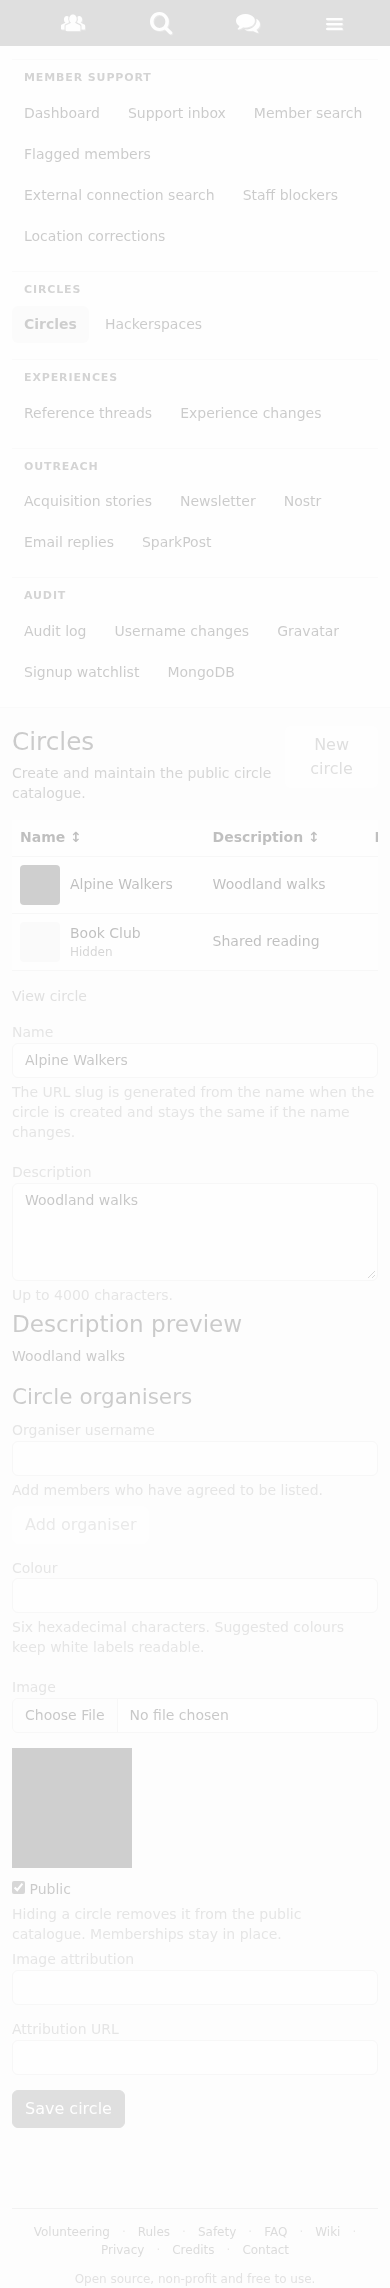 MEMBER SUPPORT
Dashboard Support inbox Member search
Flagged members
External connection search Staff blockers
Location corrections
CIRCLES
Circles Hackerspaces
EXPERIENCES
Reference threads Experience changes
OUTREACH
Acquisition stories Newsletter Nostr
Email replies SparkPost
AUDIT
Audit log Username changes Gravatar
Signup watchlist MongoDB
Circles
New
circle
Create and maintain the public circle
catalogue.
Name ↕ Description ↕
Alpine Walkers Woodland walks
Book Club
Hidden
Shared reading
View circle
Name
Alpine Walkers
The URL slug is generated from the name when the
circle is created and stays the same if the name
changes.
Description
Woodland walks
Up to 4000 characters.
Description preview
Woodland walks
Circle organisers
Organiser username
Add members who have agreed to be listed.
Add organiser
Colour
Six hexadecimal characters. Suggested colours
keep white labels readable.
Image
Choose File No file chosen
Public
Hiding a circle removes it from the public
catalogue. Memberships stay in place.
Image attribution
Attribution URL
Save circle
Volunteering · Rules · Safety · FAQ · Wiki ·
Privacy · Credits · Contact
Open source, non-profit and free to use.